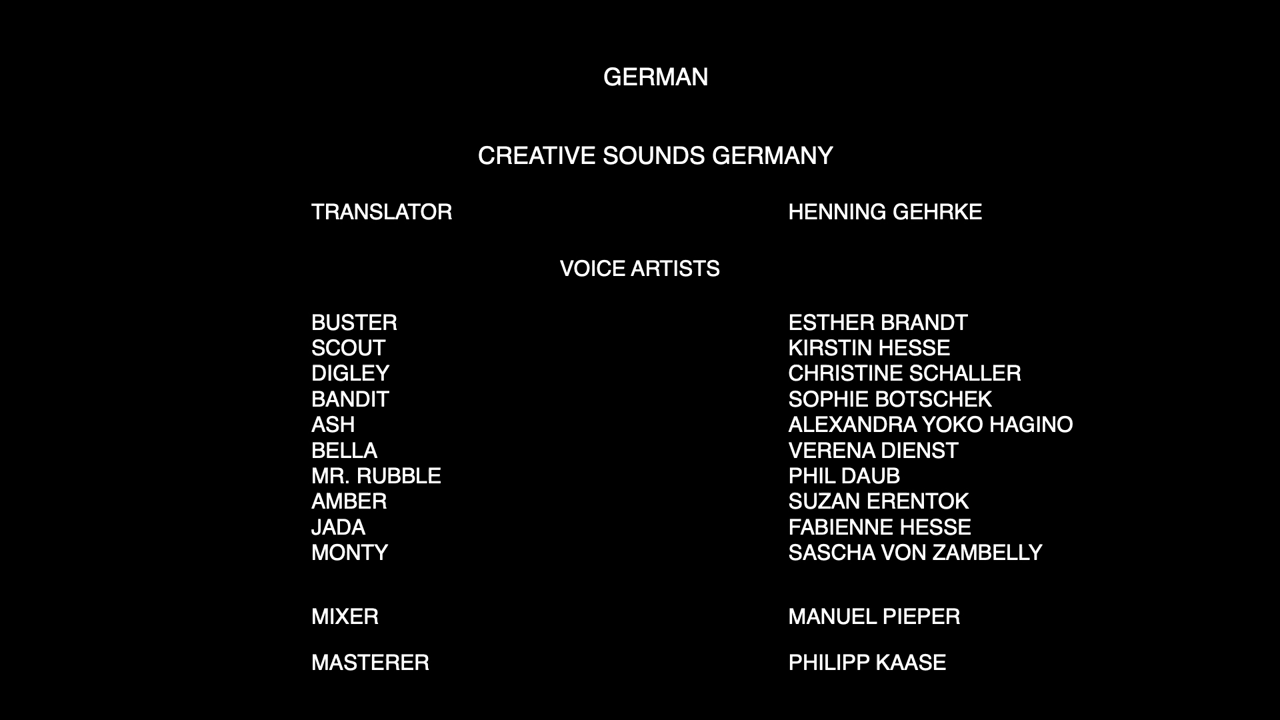 GERMAN
CREATIVE SOUNDS GERMANY
TRANSLATOR HENNING GEHRKE
VOICE ARTISTS
BUSTER ESTHER BRANDT
SCOUT KIRSTIN HESSE
DIGLEY CHRISTINE SCHALLER
BANDIT SOPHIE BOTSCHEK
ASH ALEXANDRA YOKO HAGINO
BELLA VERENA DIENST
MR. RUBBLE PHIL DAUB
AMBER SUZAN ERENTOK
JADA FABIENNE HESSE
MONTY SASCHA VON ZAMBELLY
MIXER MANUEL PIEPER
MASTERER PHILIPP KAASE